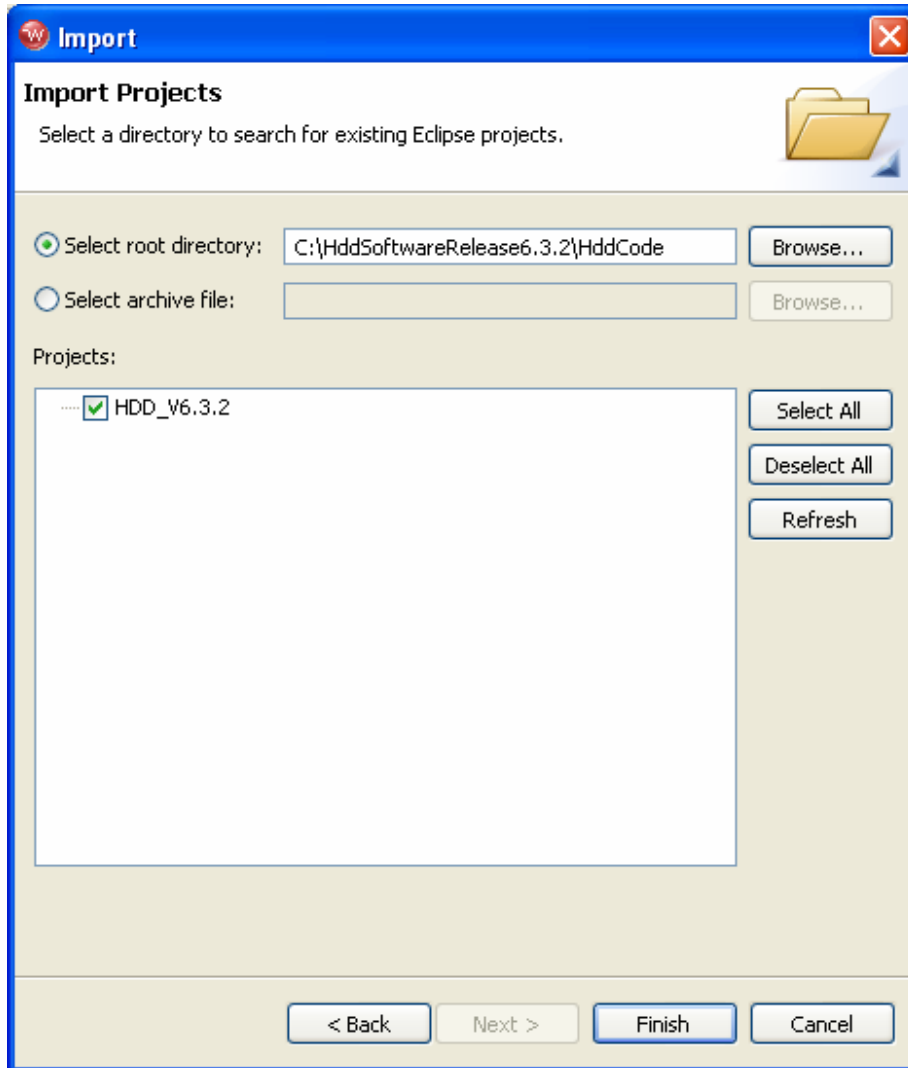 Import
Import Projects
Select a directory to search for existing Eclipse projects.
Select root directory: C:\HddSoftwareRelease6.3.2\HddCode Browse...
Select archive file: Browse...
Projects:
HDD_V6.3.2
Select All
Deselect All
Refresh
< Back Next > Finish Cancel